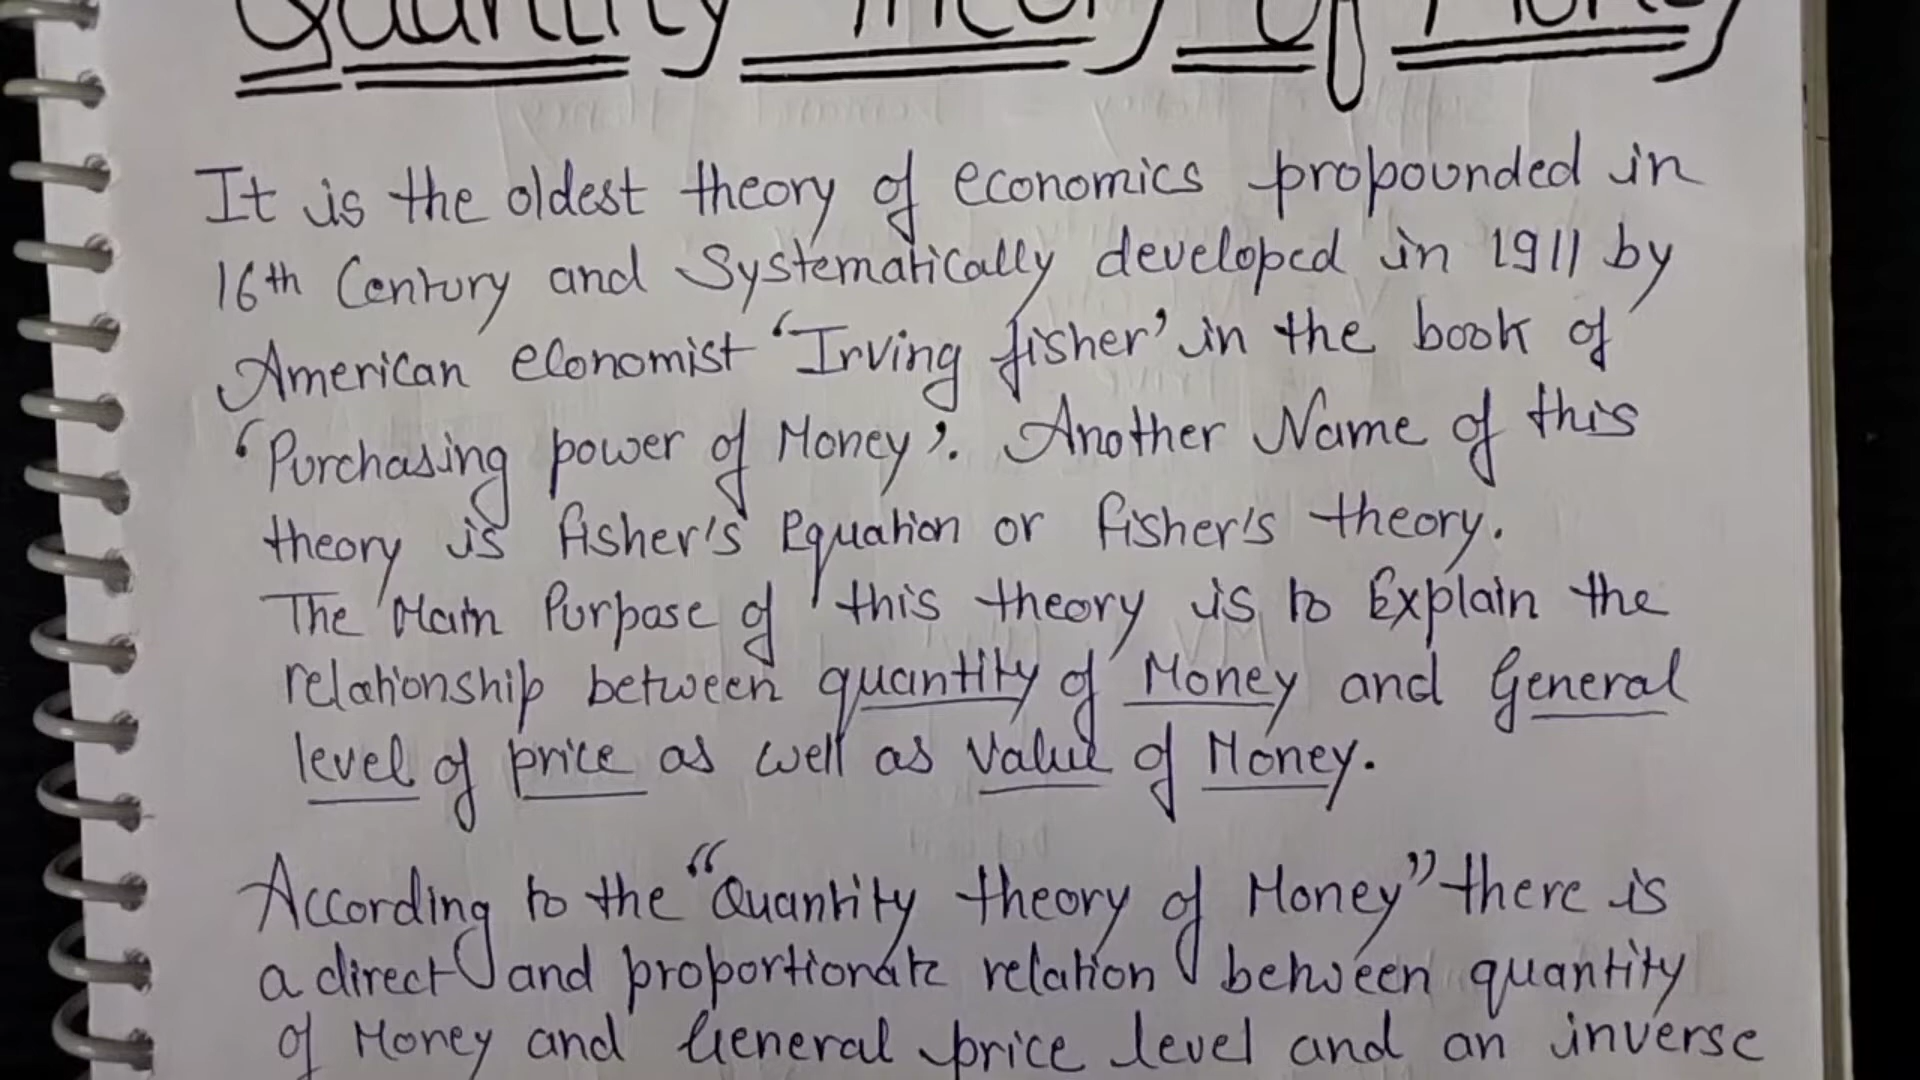 Quantity Theory of Money
It is the oldest theory of economics propounded in
16th Century and Systematically developed in 1911 by
American economist ‘Irving fisher’ in the book of
‘Purchasing power of Money’. Another Name of this
theory is fisher's Equation or fisher's theory.
The Main Purpose of this theory is to Explain the
relationship between quantity of Money and General
level of price as well as Value of Money.
According to the “Quantity theory of Money” there is
a direct and proportionate relation between quantity
of Money and General price level and an inverse